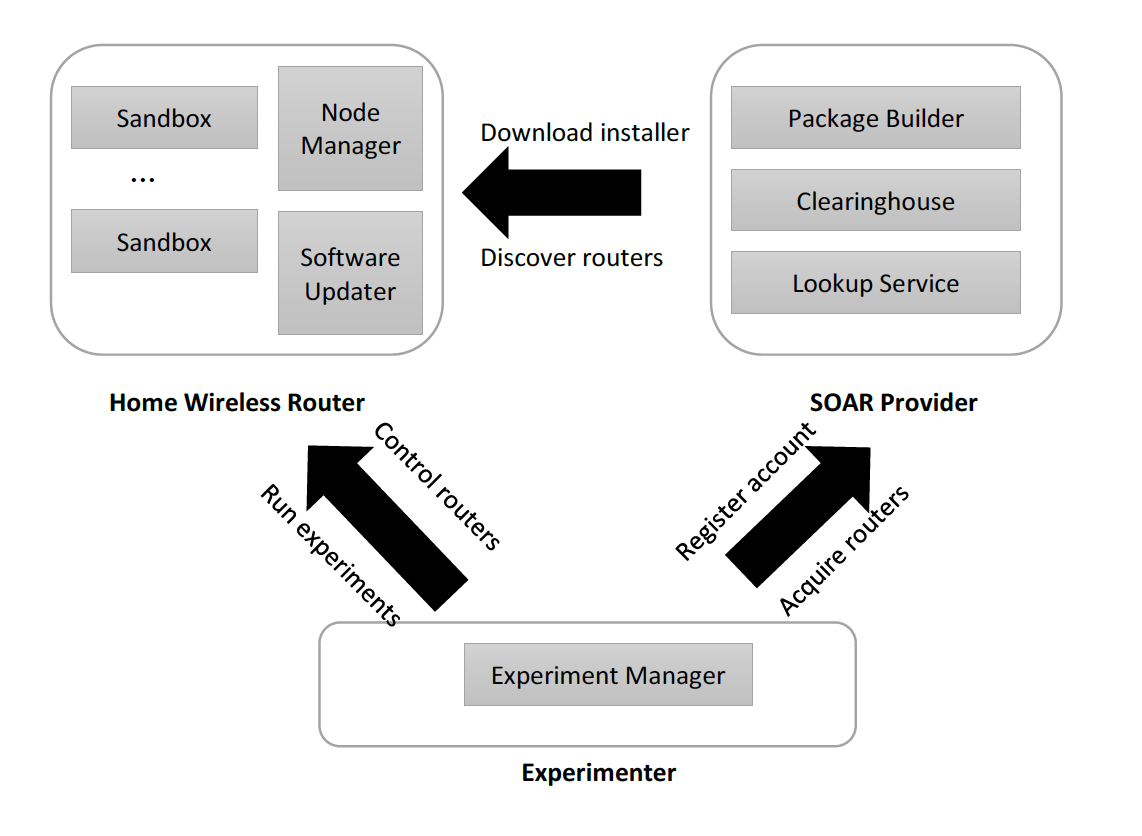 Sandbox
...
Sandbox
Node
Manager
Software
Updater
Download installer
Discover routers
Package Builder
Clearinghouse
Lookup Service
Home Wireless Router
SOAR Provider
Control routers
Run experiments
Register account
Acquire routers
Experiment Manager
Experimenter